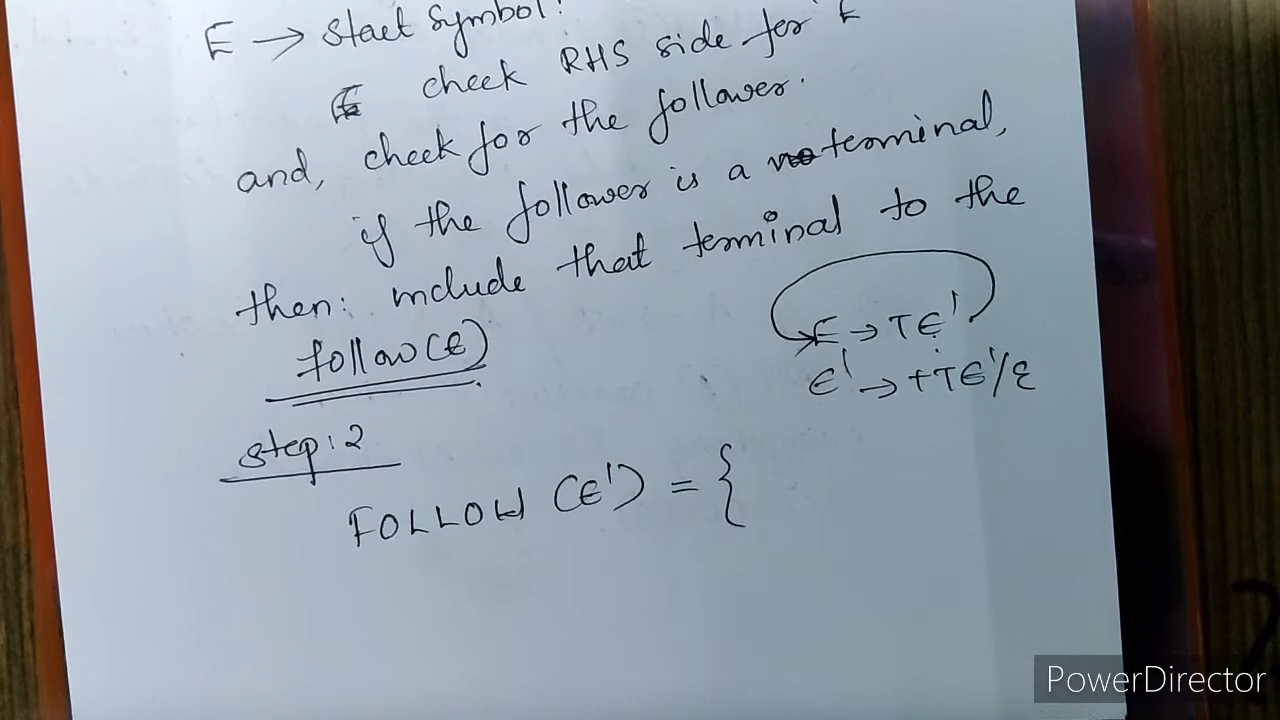 E → Start Symbol!
E check RHS side for E
and, check for the follower.
if the follower is a terminal,
then: include that terminal to the
follow(E)
E → TE'
E' → +TE'/ε
Step: 2
FOLLOW (E') = {
PowerDirector